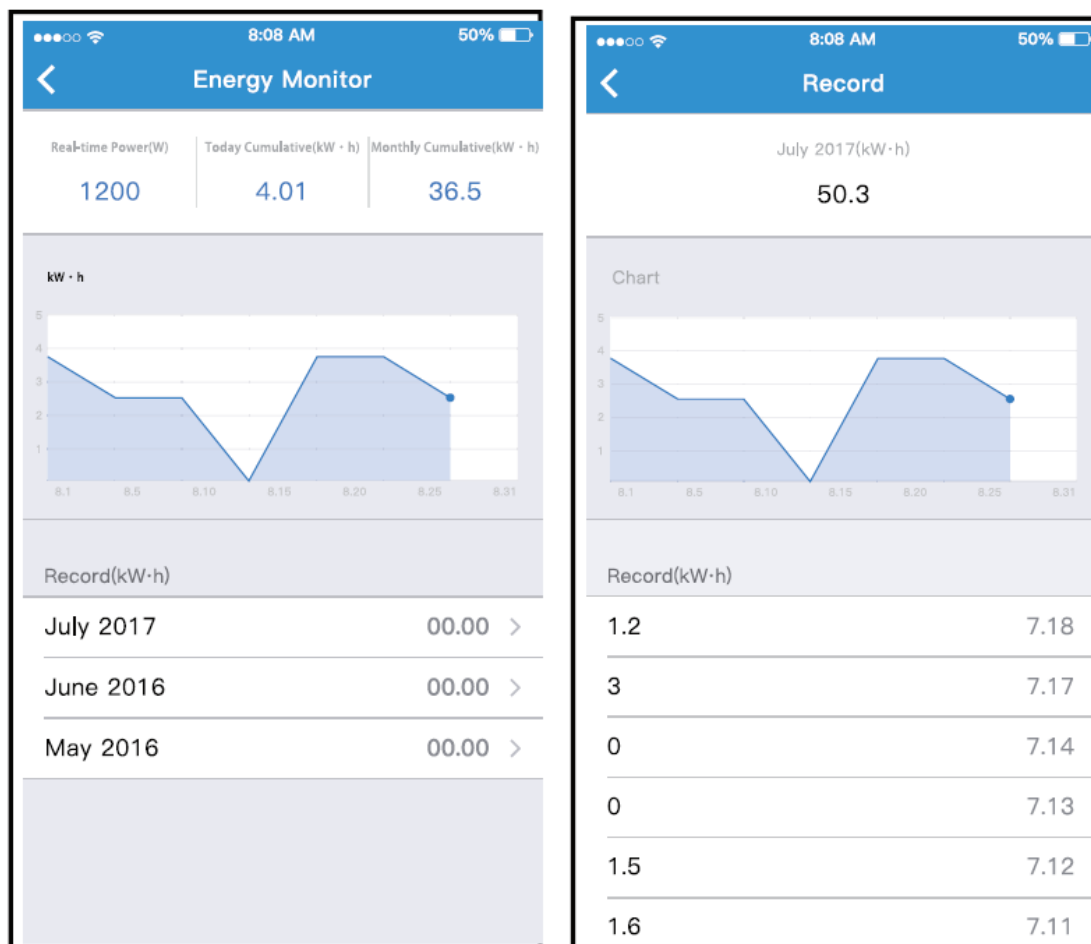 8:08 AM 50%
Energy Monitor
Real-time Power(W) Today Cumulative(kW·h) Monthly Cumulative(kW·h)
1200 4.01 36.5
kW·h
5
4
3
2
1
8.1 8.5 8.10 8.15 8.20 8.25 8.31
Record(kW·h)
July 2017 00.00 >
June 2016 00.00 >
May 2016 00.00 >
8:08 AM 50%
Record
July 2017(kW·h)
50.3
Chart
5
4
3
2
1
8.1 8.5 8.10 8.15 8.20 8.25 8.31
Record(kW·h)
1.2 7.18
3 7.17
0 7.14
0 7.13
1.5 7.12
1.6 7.11